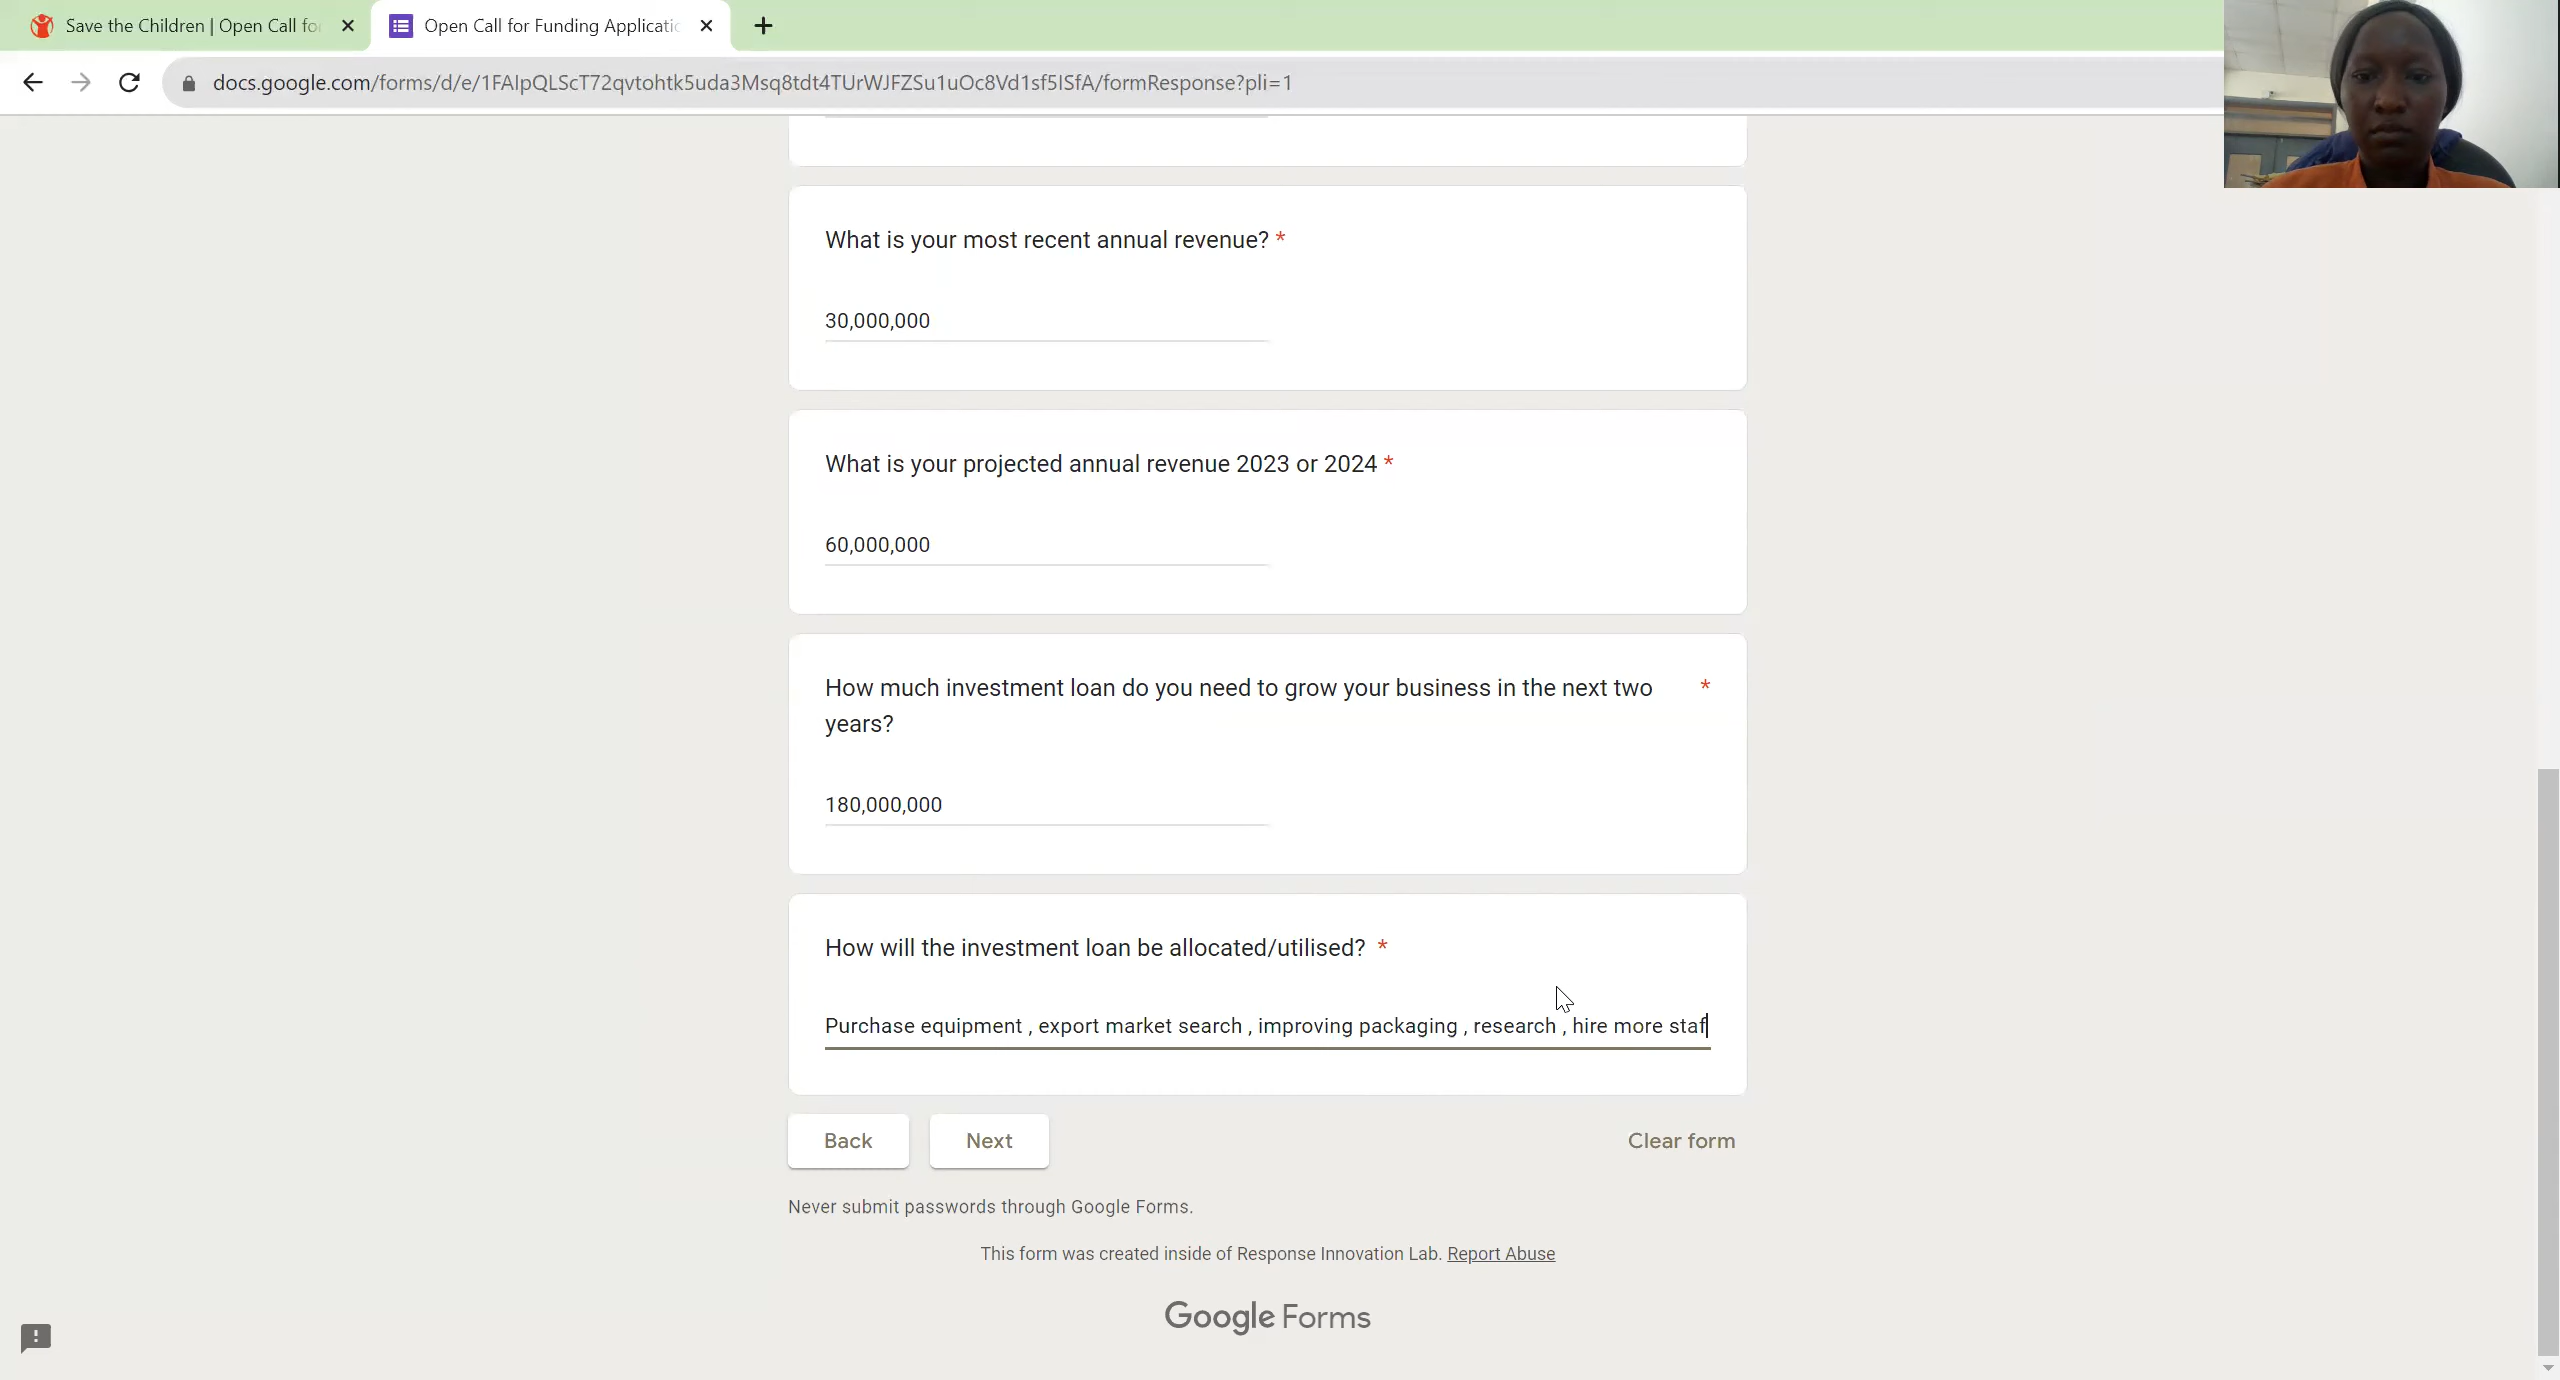 Save the Children | Open Call fo
Open Call for Funding Applicatio
docs.google.com/forms/d/e/1FAIpQLScT72qvtohtk5uda3Msq8tdt4TUrWJFZSu1uOc8Vd1sf5ISfA/formResponse?pli=1
What is your most recent annual revenue? *
30,000,000
What is your projected annual revenue 2023 or 2024 *
60,000,000
How much investment loan do you need to grow your business in the next two *
years?
180,000,000
How will the investment loan be allocated/utilised? *
Purchase equipment , export market search , improving packaging , research , hire more staf
Back Next Clear form
Never submit passwords through Google Forms.
This form was created inside of Response Innovation Lab. Report Abuse
Google Forms